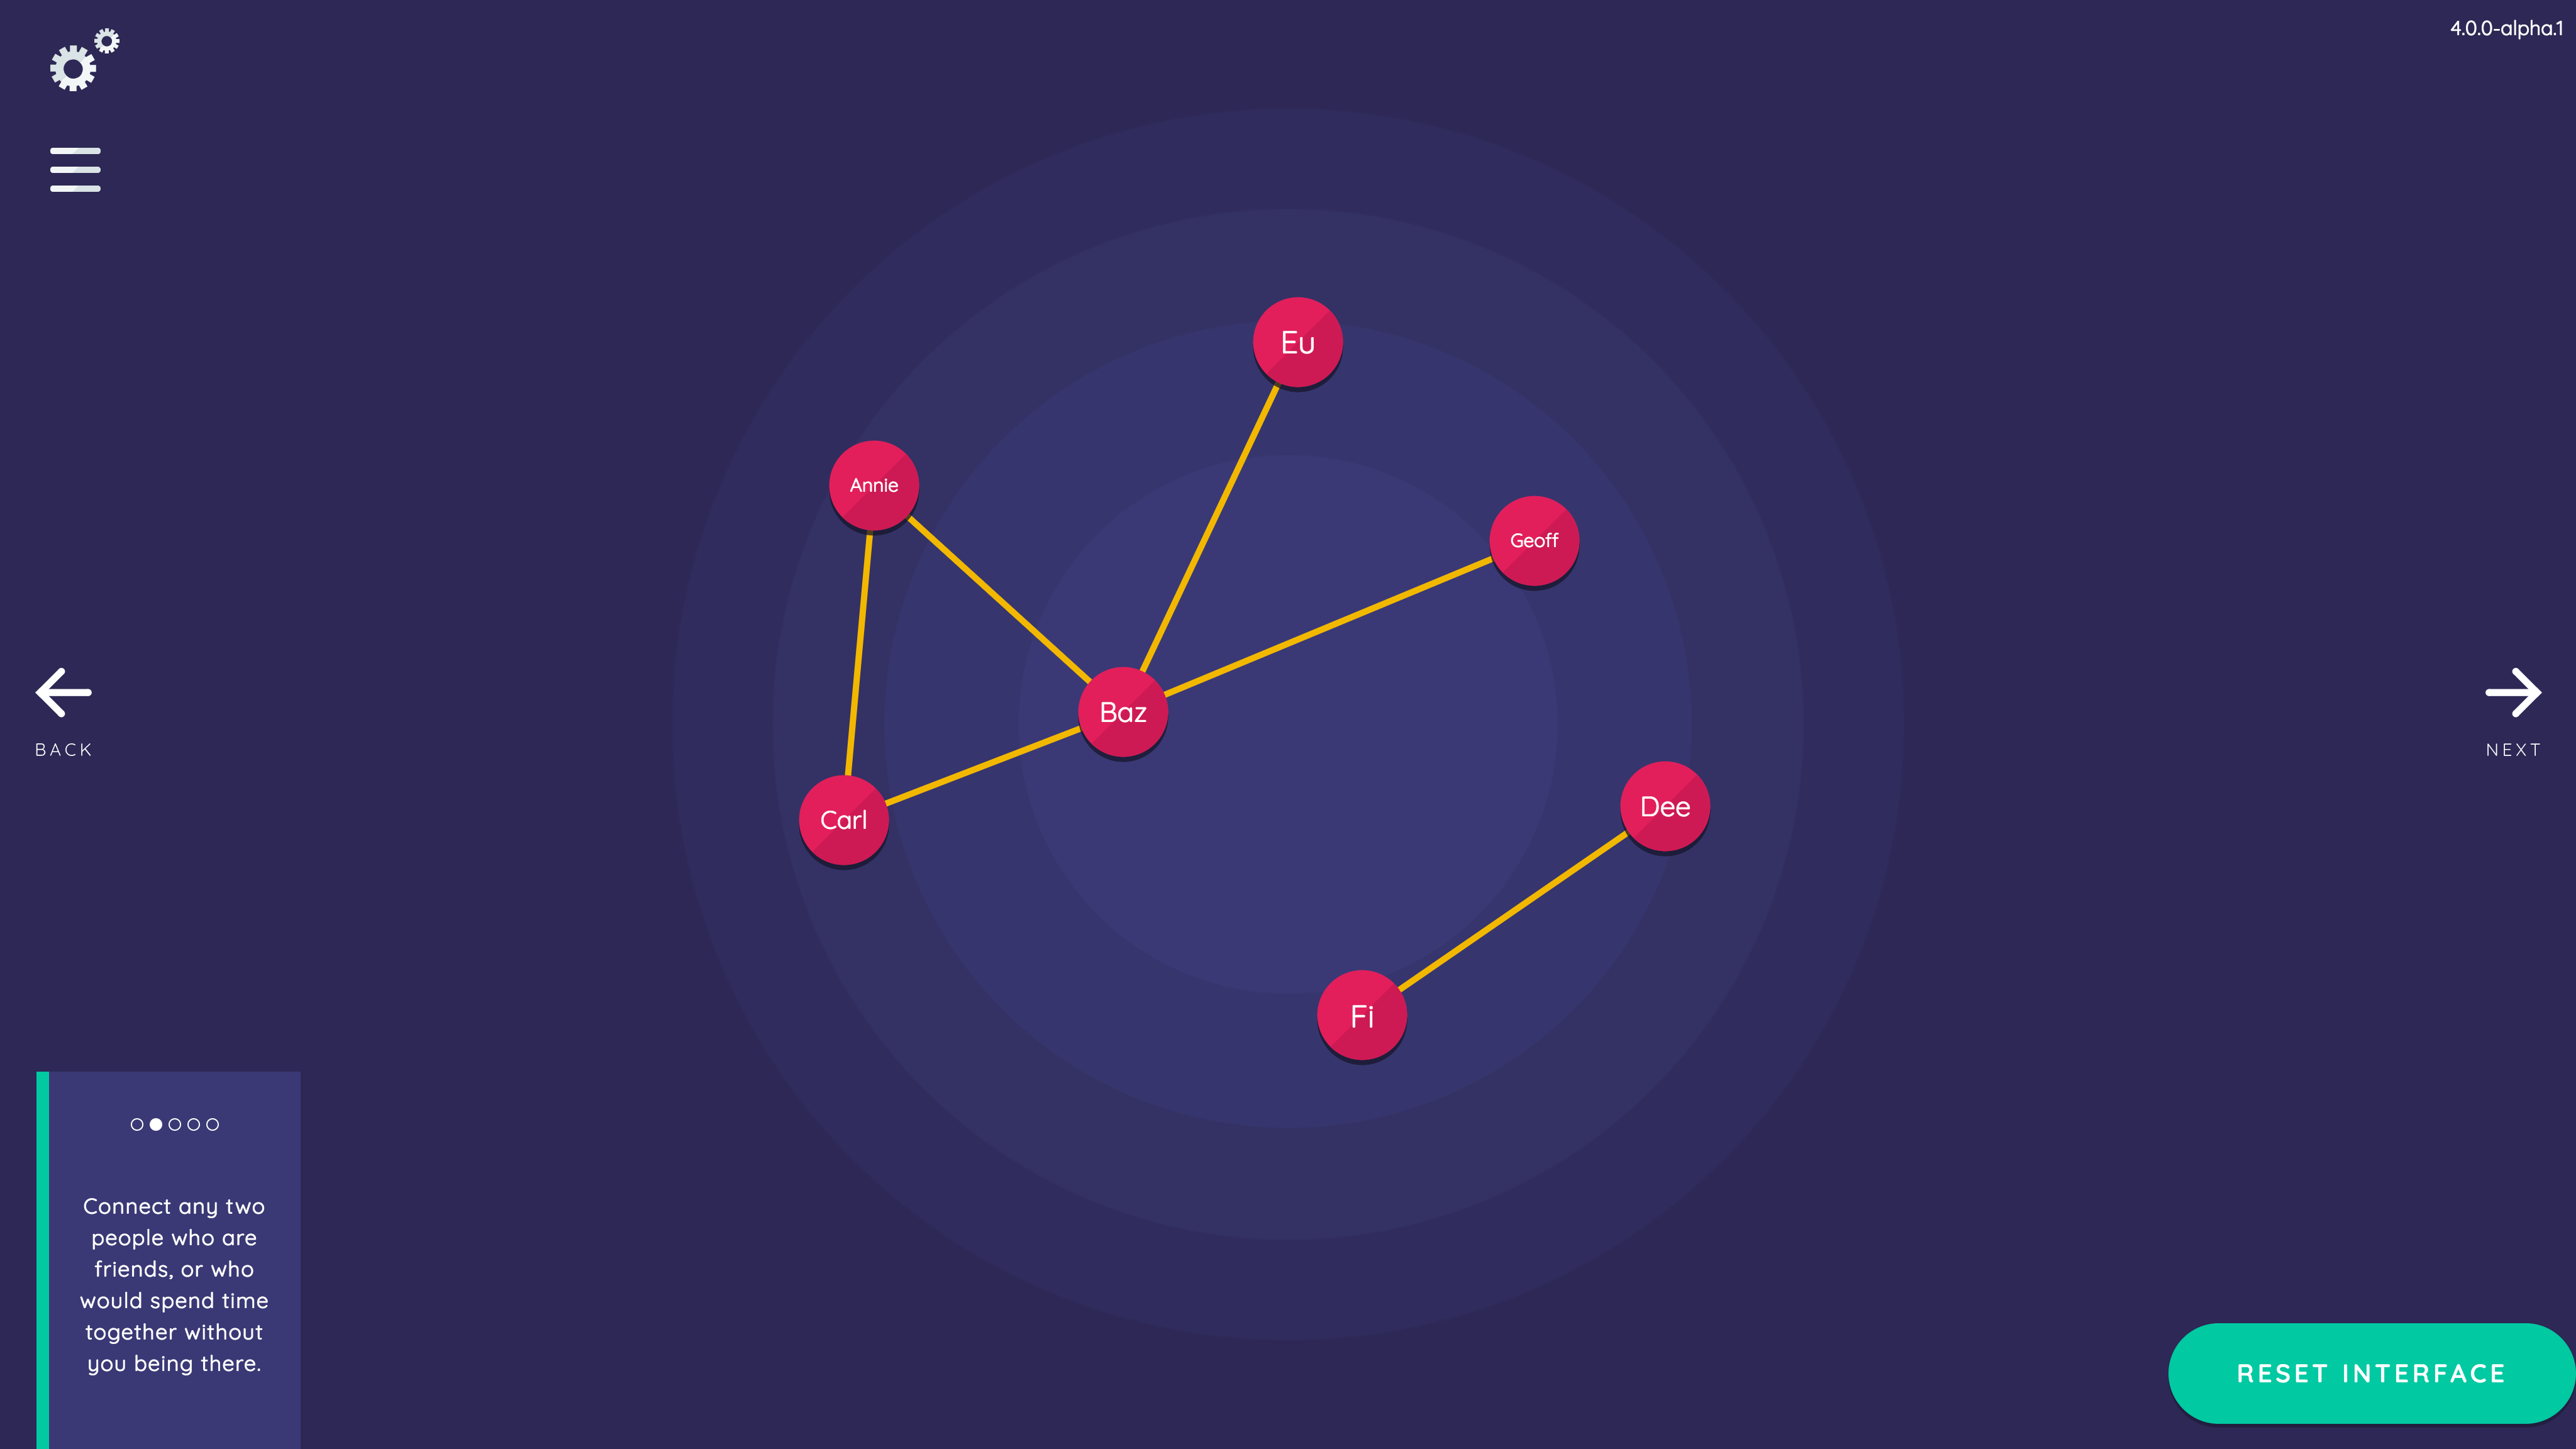 4.0.0-alpha.1
Eu
Annie
Geoff
Baz
BACK
NEXT
Dee
Carl
Fi
Connect any two
people who are
friends, or who
would spend time
together without
you being there.
RESET INTERFACE